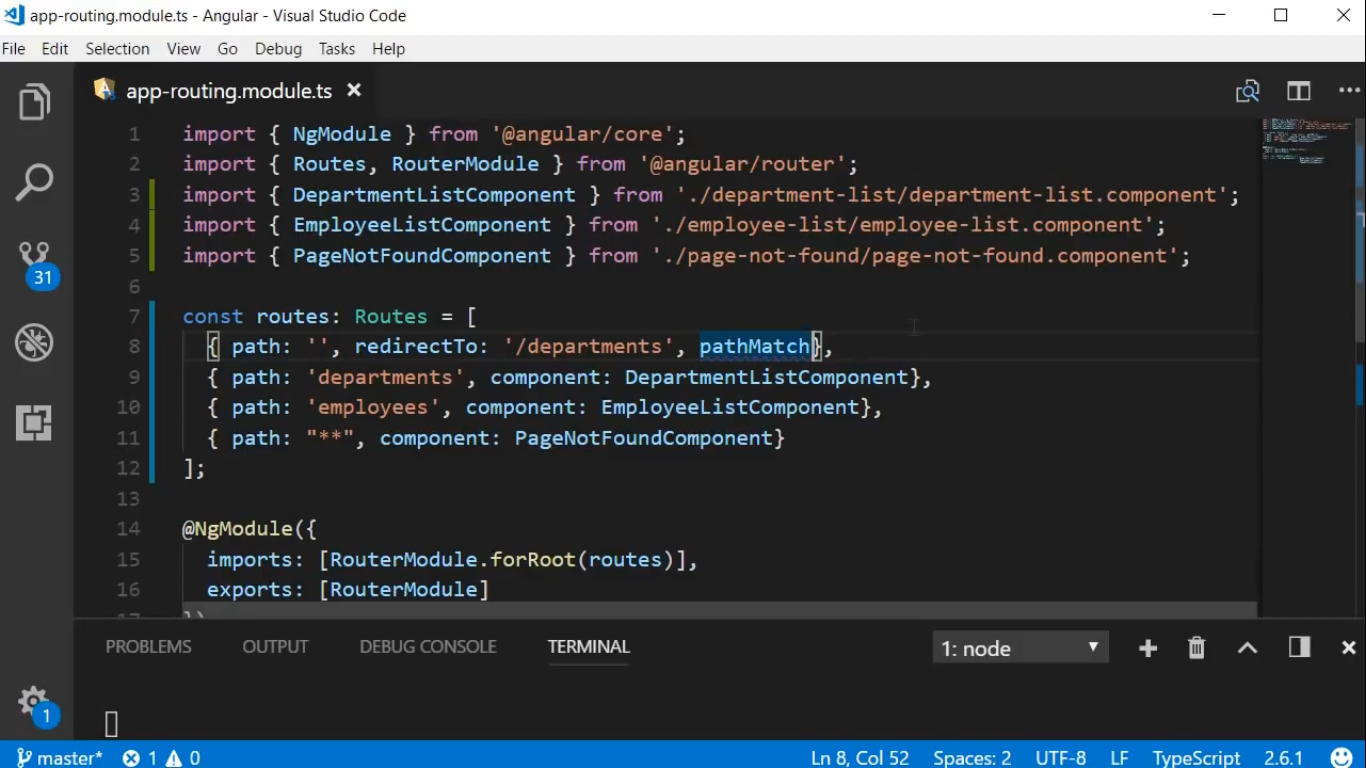 app-routing.module.ts - Angular - Visual Studio Code
File Edit Selection View Go Debug Tasks Help
app-routing.module.ts
1 import { NgModule } from '@angular/core';
2 import { Routes, RouterModule } from '@angular/router';
3 import { DepartmentListComponent } from './department-list/department-list.component';
4 import { EmployeeListComponent } from './employee-list/employee-list.component';
5 import { PageNotFoundComponent } from './page-not-found/page-not-found.component';
6
7 const routes: Routes = [
8 { path: '', redirectTo: '/departments', pathMatch},
9 { path: 'departments', component: DepartmentListComponent},
10 { path: 'employees', component: EmployeeListComponent},
11 { path: "**", component: PageNotFoundComponent}
12 ];
13
14 @NgModule({
15 imports: [RouterModule.forRoot(routes)],
16 exports: [RouterModule]
17 })
31
PROBLEMS OUTPUT DEBUG CONSOLE TERMINAL 1: node
1
master* 1 0 Ln 8, Col 52 Spaces: 2 UTF-8 LF TypeScript 2.6.1